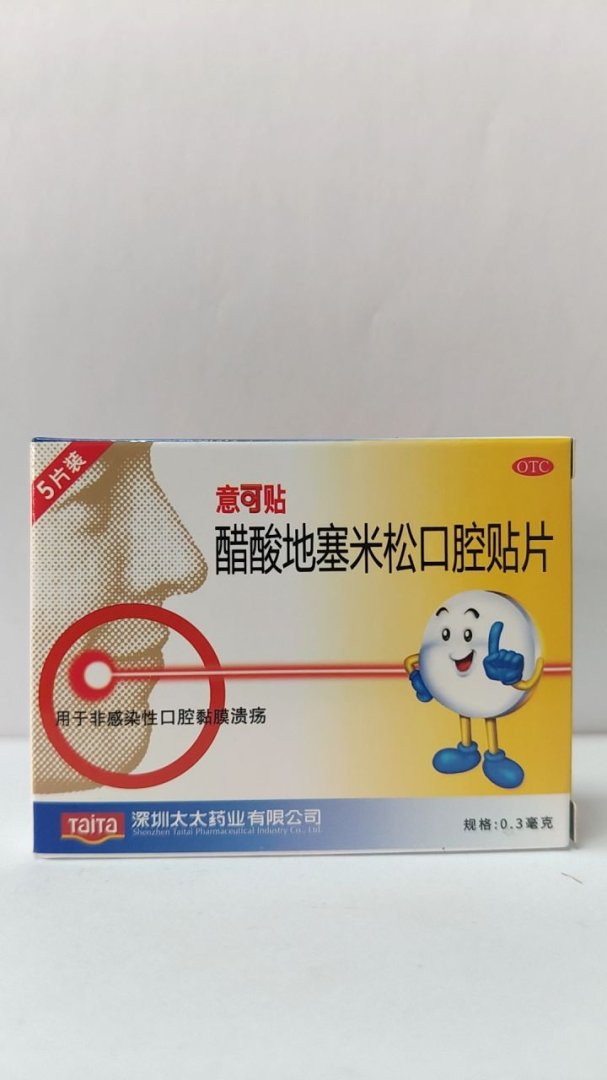 5片装
OTC
意可贴
醋酸地塞米松口腔贴片
用于非感染性口腔黏膜溃疡
Taita
深圳太太药业有限公司
Shenzhen Taitai Pharmaceutical Industry Co., Ltd.
规格:0.3毫克